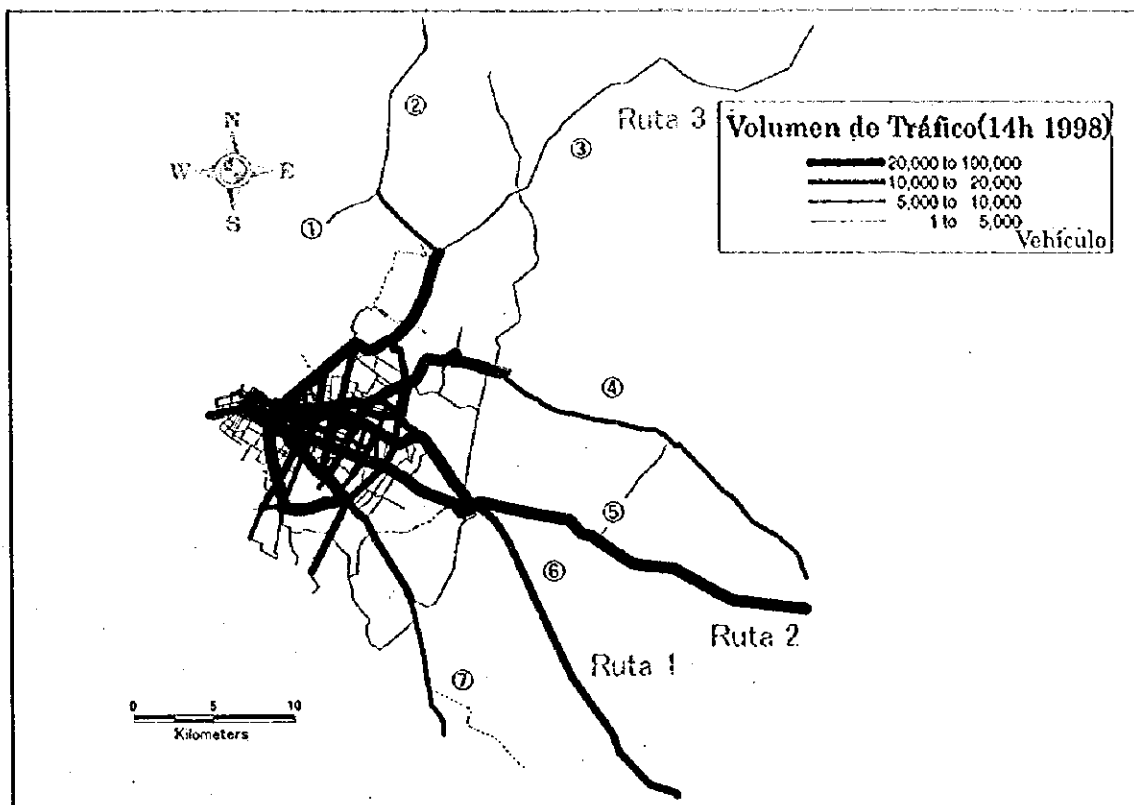 ②
N
W E
S
Ruta 3
③
Volumen de Tráfico(14h 1998)
20,000 to 100,000
10,000 to 20,000
5,000 to 10,000
1 to 5,000
Vehículo
①
④
⑤
⑥
Ruta 2
Ruta 1
⑦
0 5 10
Kilometers